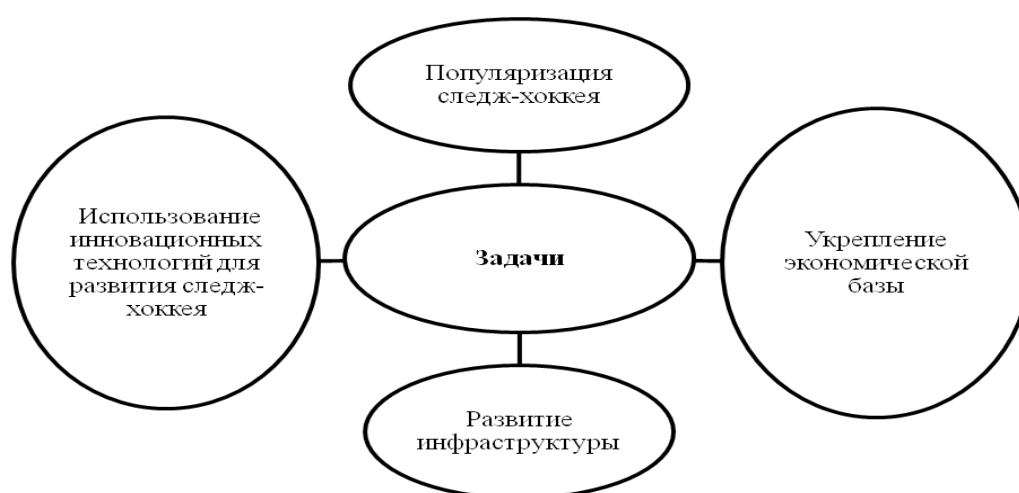 Популяризация
следж-хоккея
Использование
инновационных
технологий для
развития следж-
хоккея
Задачи
Укрепление
экономической
базы
Развитие
инфраструктуры